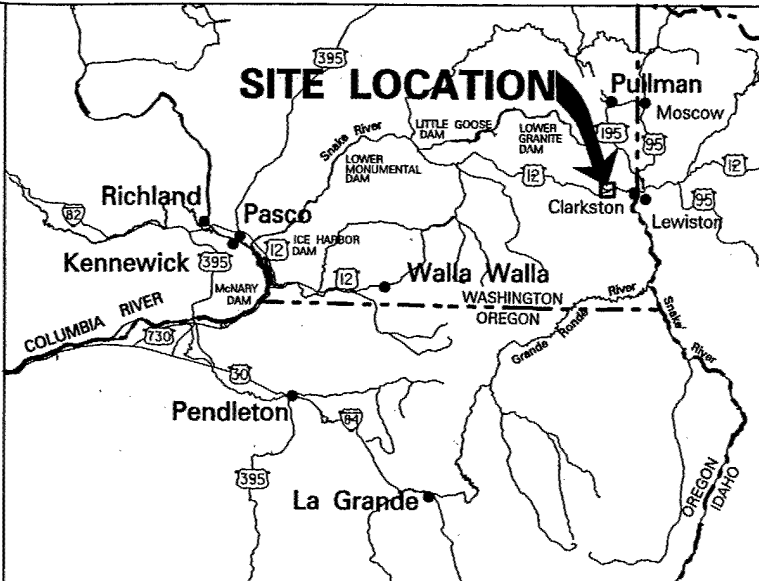 395
SITE LOCATION
Pullman
Moscow
195
95
Snake River
LITTLE GOOSE
DAM
LOWER
GRANITE
DAM
LOWER
MONUMENTAL
DAM
12
12
95
Clarkston
Lewiston
Richland
82
Pasco
Kennewick
395
12
ICE HARBOR
DAM
McNARY
DAM
12
Walla Walla
WASHINGTON
OREGON
COLUMBIA RIVER
730
Grande Ronde River
Snake River
30
Pendleton
84
395
La Grande
OREGON
IDAHO